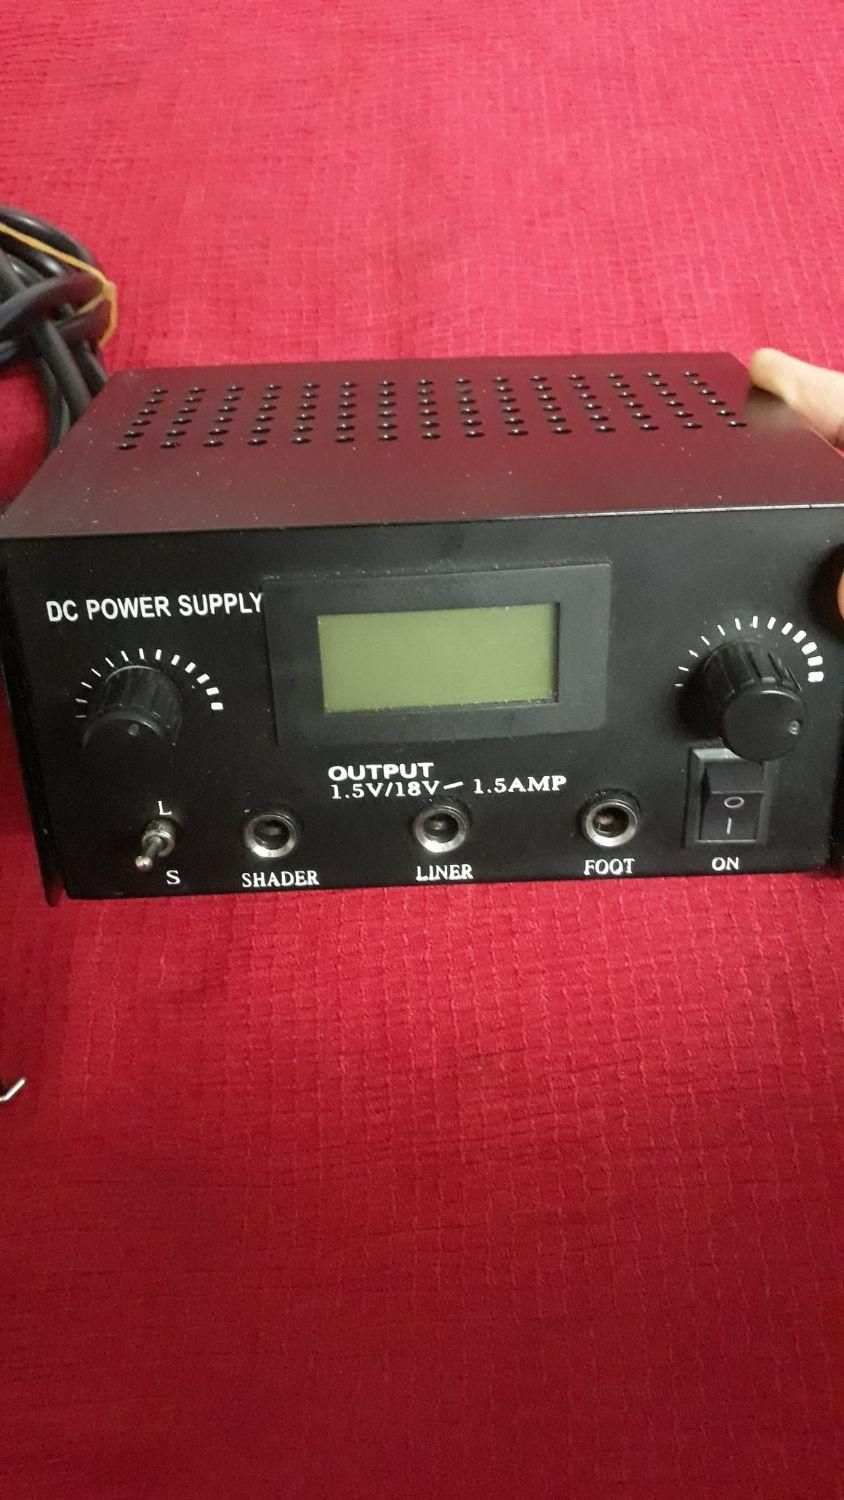 DC POWER SUPPLY
OUTPUT
1.5V/18V — 1.5AMP
L
S
SHADER
LINER
FOOT
O
I
ON